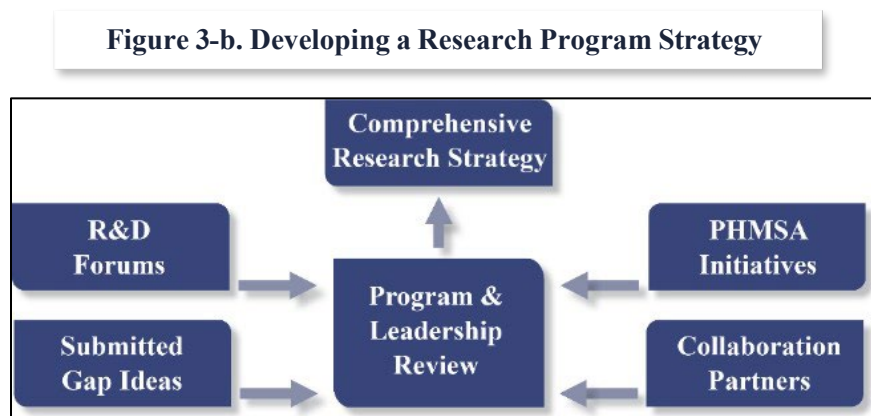 Figure 3-b. Developing a Research Program Strategy
Comprehensive
Research Strategy
R&D
Forums
PHMSA
Initiatives
Program &
Leadership
Review
Submitted
Gap Ideas
Collaboration
Partners